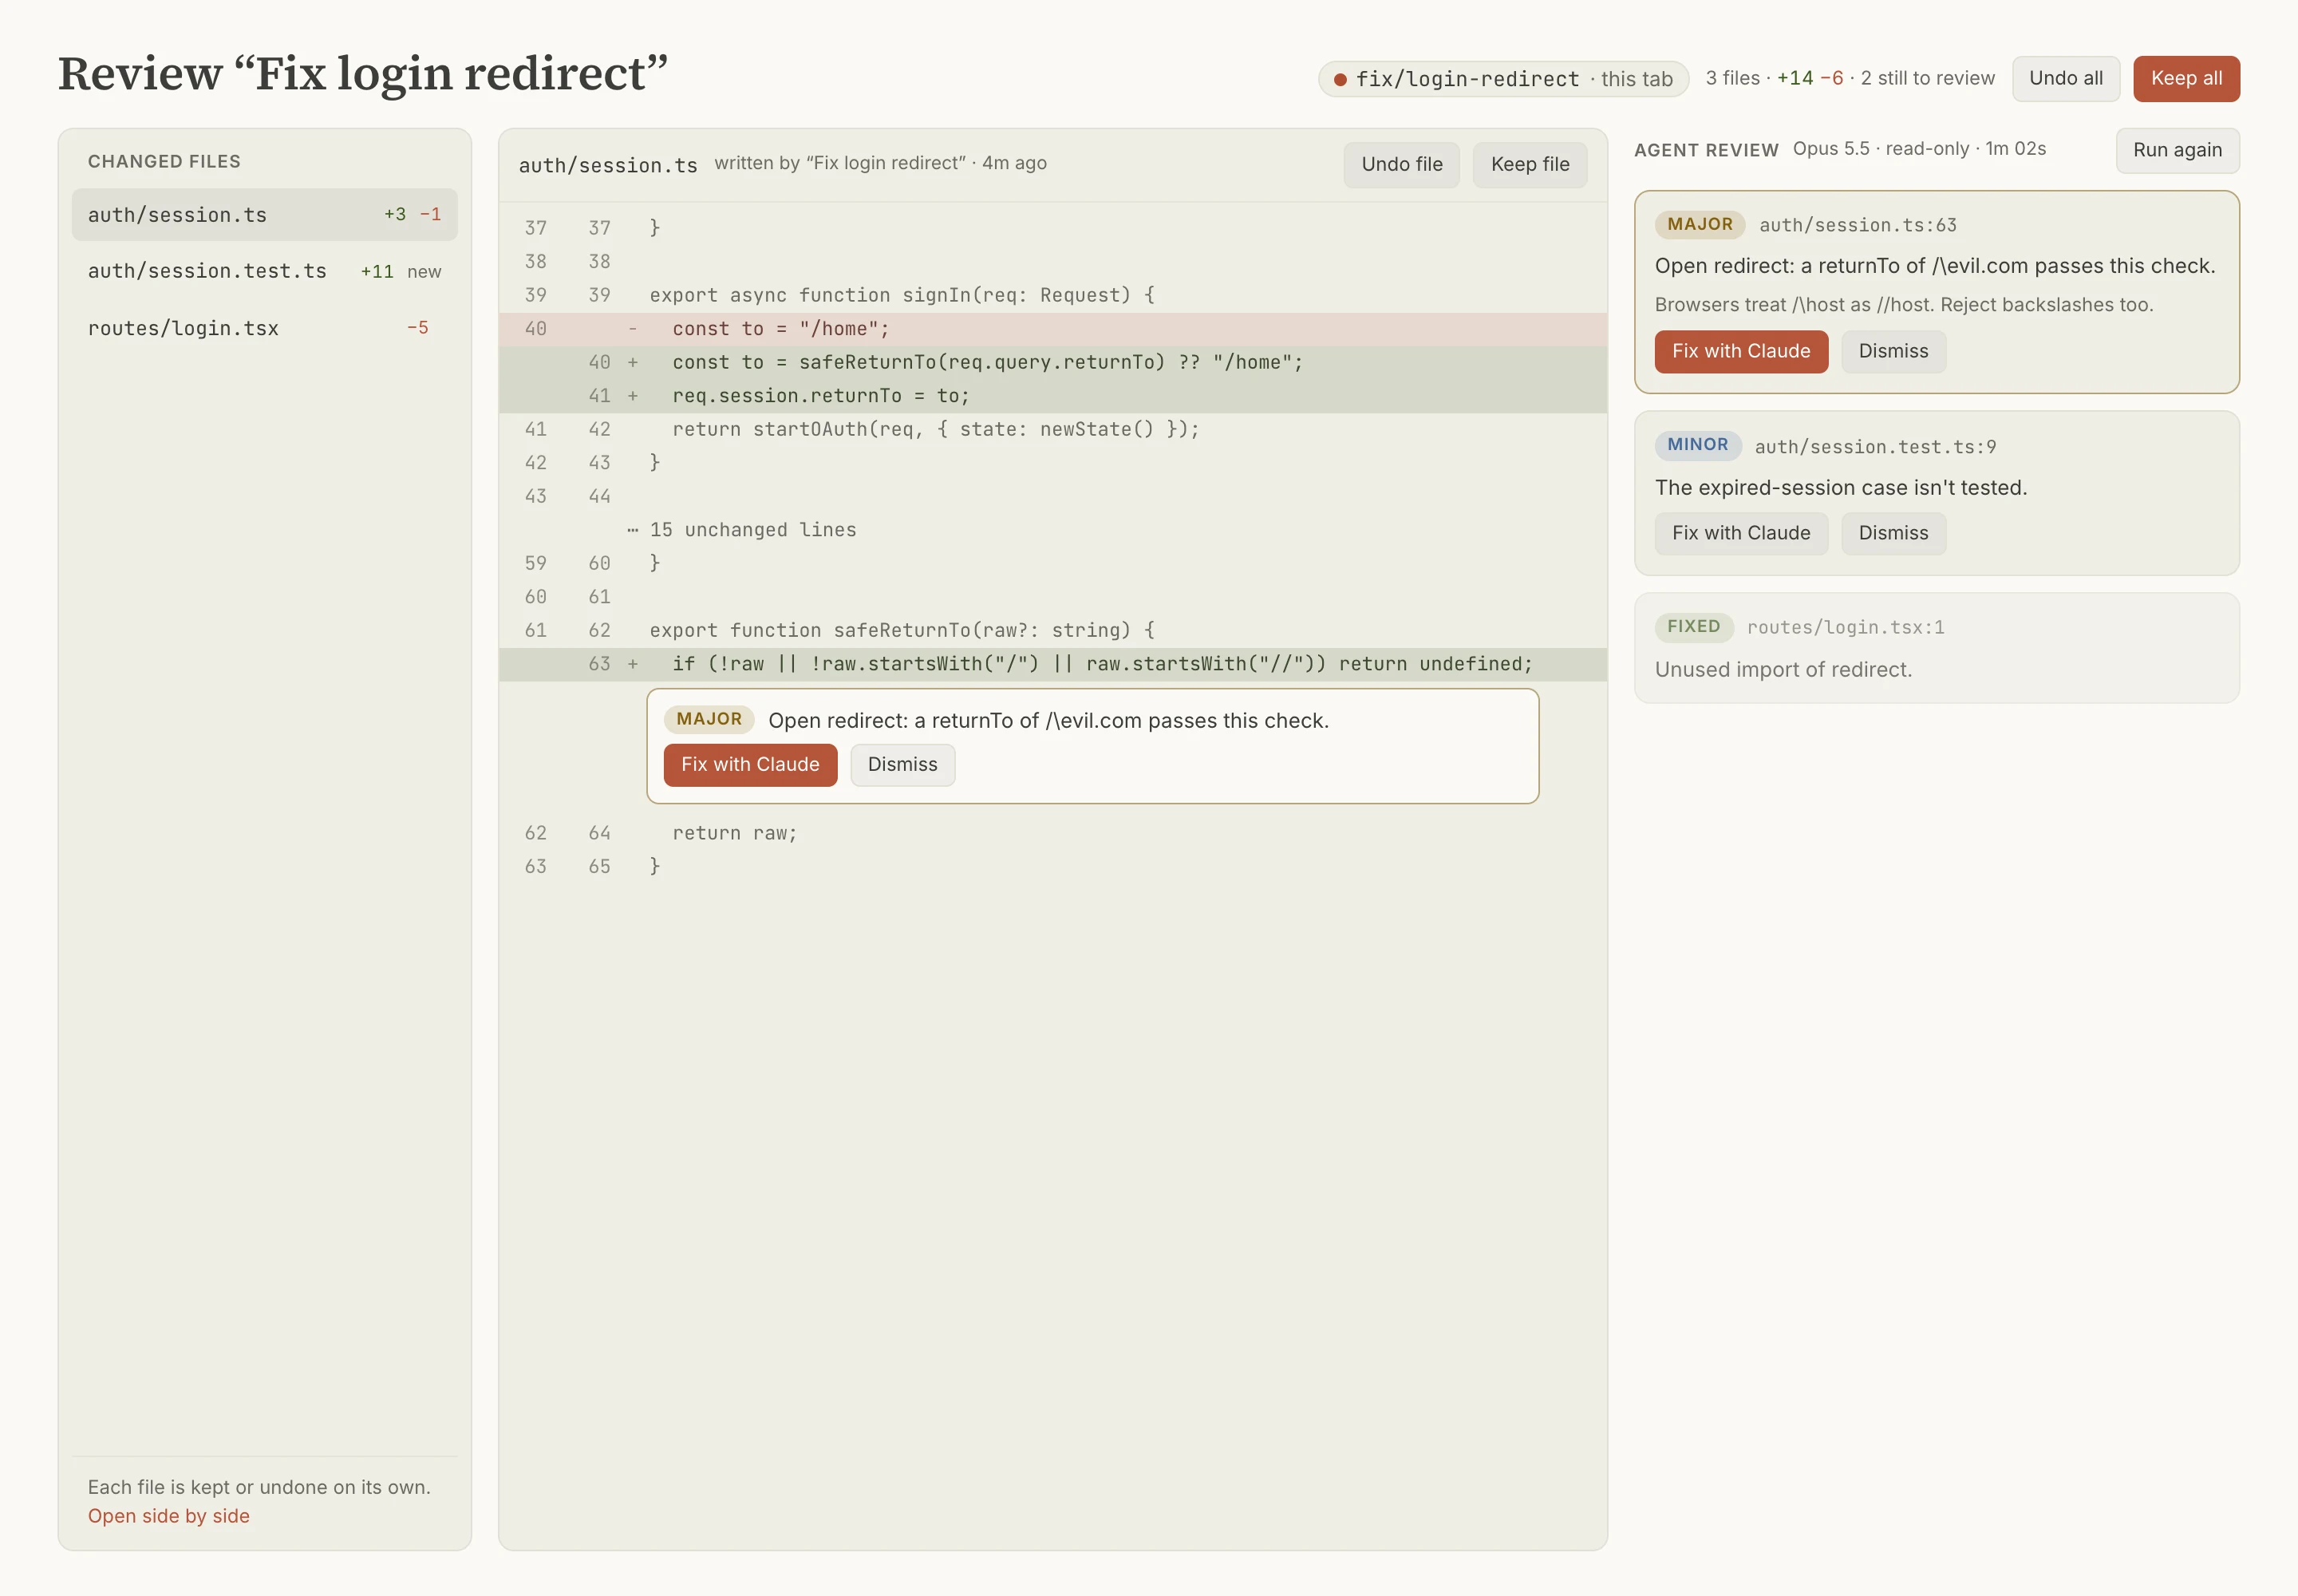 Review “Fix login redirect”
fix/login-redirect · this tab
3 files · +14 −6 · 2 still to review
Undo all
Keep all
CHANGED FILES
auth/session.ts +3 −1
auth/session.test.ts +11 new
routes/login.tsx −5
Each file is kept or undone on its own.
Open side by side
auth/session.ts written by “Fix login redirect” · 4m ago
Undo file
Keep file
37 37 }
38 38
39 39 export async function signIn(req: Request) {
40 - const to = "/home";
40 + const to = safeReturnTo(req.query.returnTo) ?? "/home";
41 + req.session.returnTo = to;
41 42 return startOAuth(req, { state: newState() });
42 43 }
43 44
⋯ 15 unchanged lines
59 60 }
60 61
61 62 export function safeReturnTo(raw?: string) {
63 + if (!raw || !raw.startsWith("/") || raw.startsWith("//")) return undefined;
MAJOR Open redirect: a returnTo of /\evil.com passes this check.
Fix with Claude
Dismiss
62 64 return raw;
63 65 }
AGENT REVIEW Opus 5.5 · read-only · 1m 02s
Run again
MAJOR auth/session.ts:63
Open redirect: a returnTo of /\evil.com passes this check.
Browsers treat /\host as //host. Reject backslashes too.
Fix with Claude
Dismiss
MINOR auth/session.test.ts:9
The expired-session case isn't tested.
Fix with Claude
Dismiss
FIXED routes/login.tsx:1
Unused import of redirect.